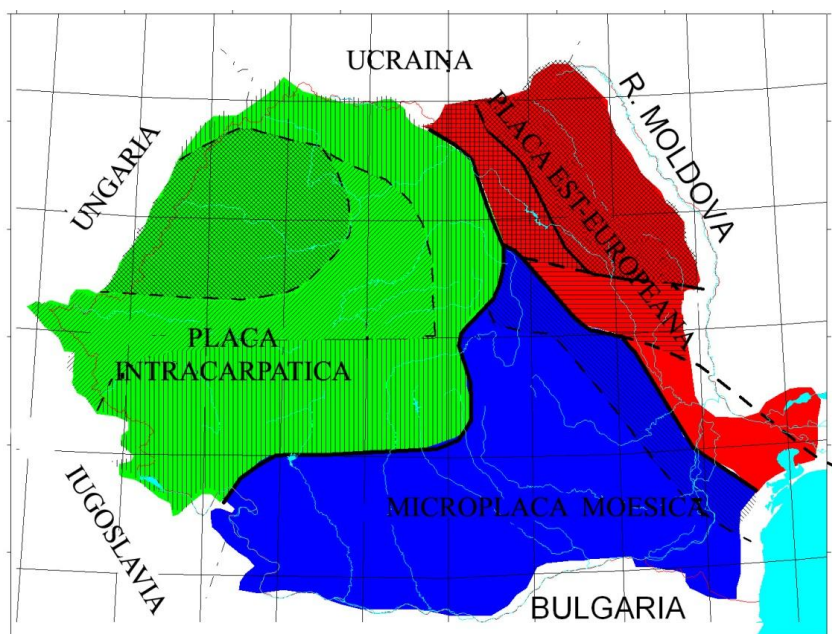 UCRAINA
R. MOLDOVA
PLACA EST-EUROPEANA
UNGARIA
PLACA
INTRACARPATICA
IUGOSLAVIA
MICROPLACA MOESICA
BULGARIA